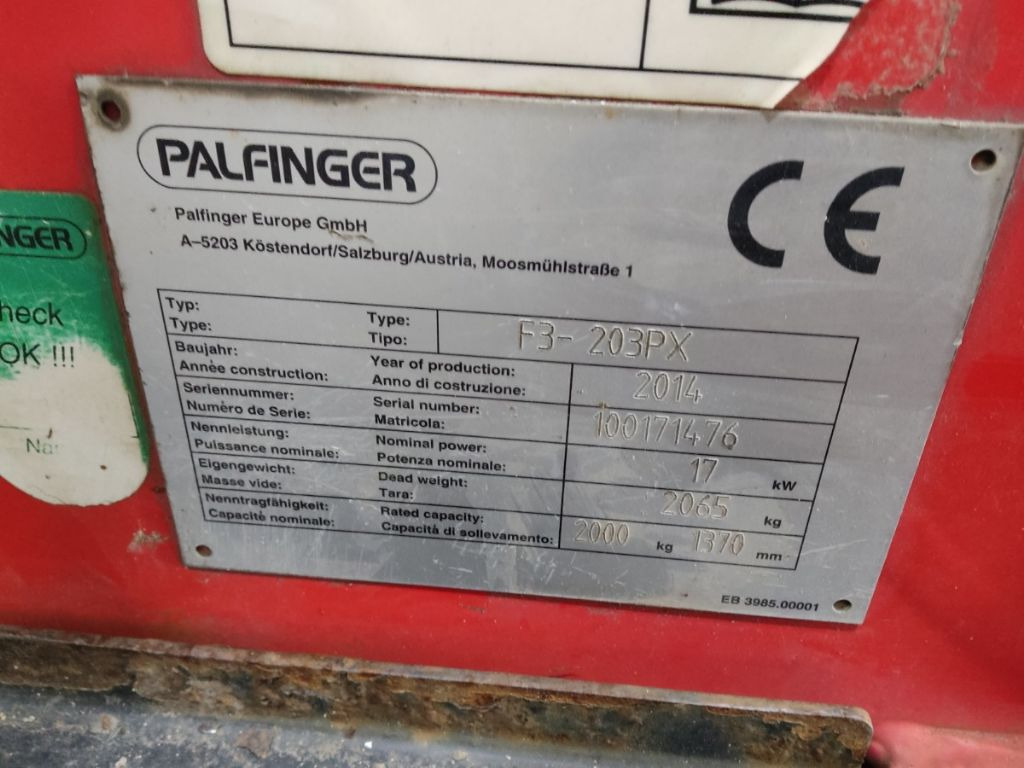 PALFINGER
Palfinger Europe GmbH
A–5203 Köstendorf/Salzburg/Austria, Moosmühlstraße 1
CE
Typ:
Type: Type:
Tipo: F3- 203PX
Baujahr: Year of production:
Année construction: Anno di costruzione: 2014
Seriennummer: Serial number:
Numèro de Serie: Matricola: 100171476
Nennleistung: Nominal power:
Puissance nominale: Potenza nominale: 17 kW
Eigengewicht: Dead weight:
Masse vide: Tara: 2065 kg
Nenntragfähigkeit: Rated capacity:
Capacité nominale: Capacità di sollevamento: 2000 kg 1370 mm
EB 3985.00001
NGER
heck
OK !!!